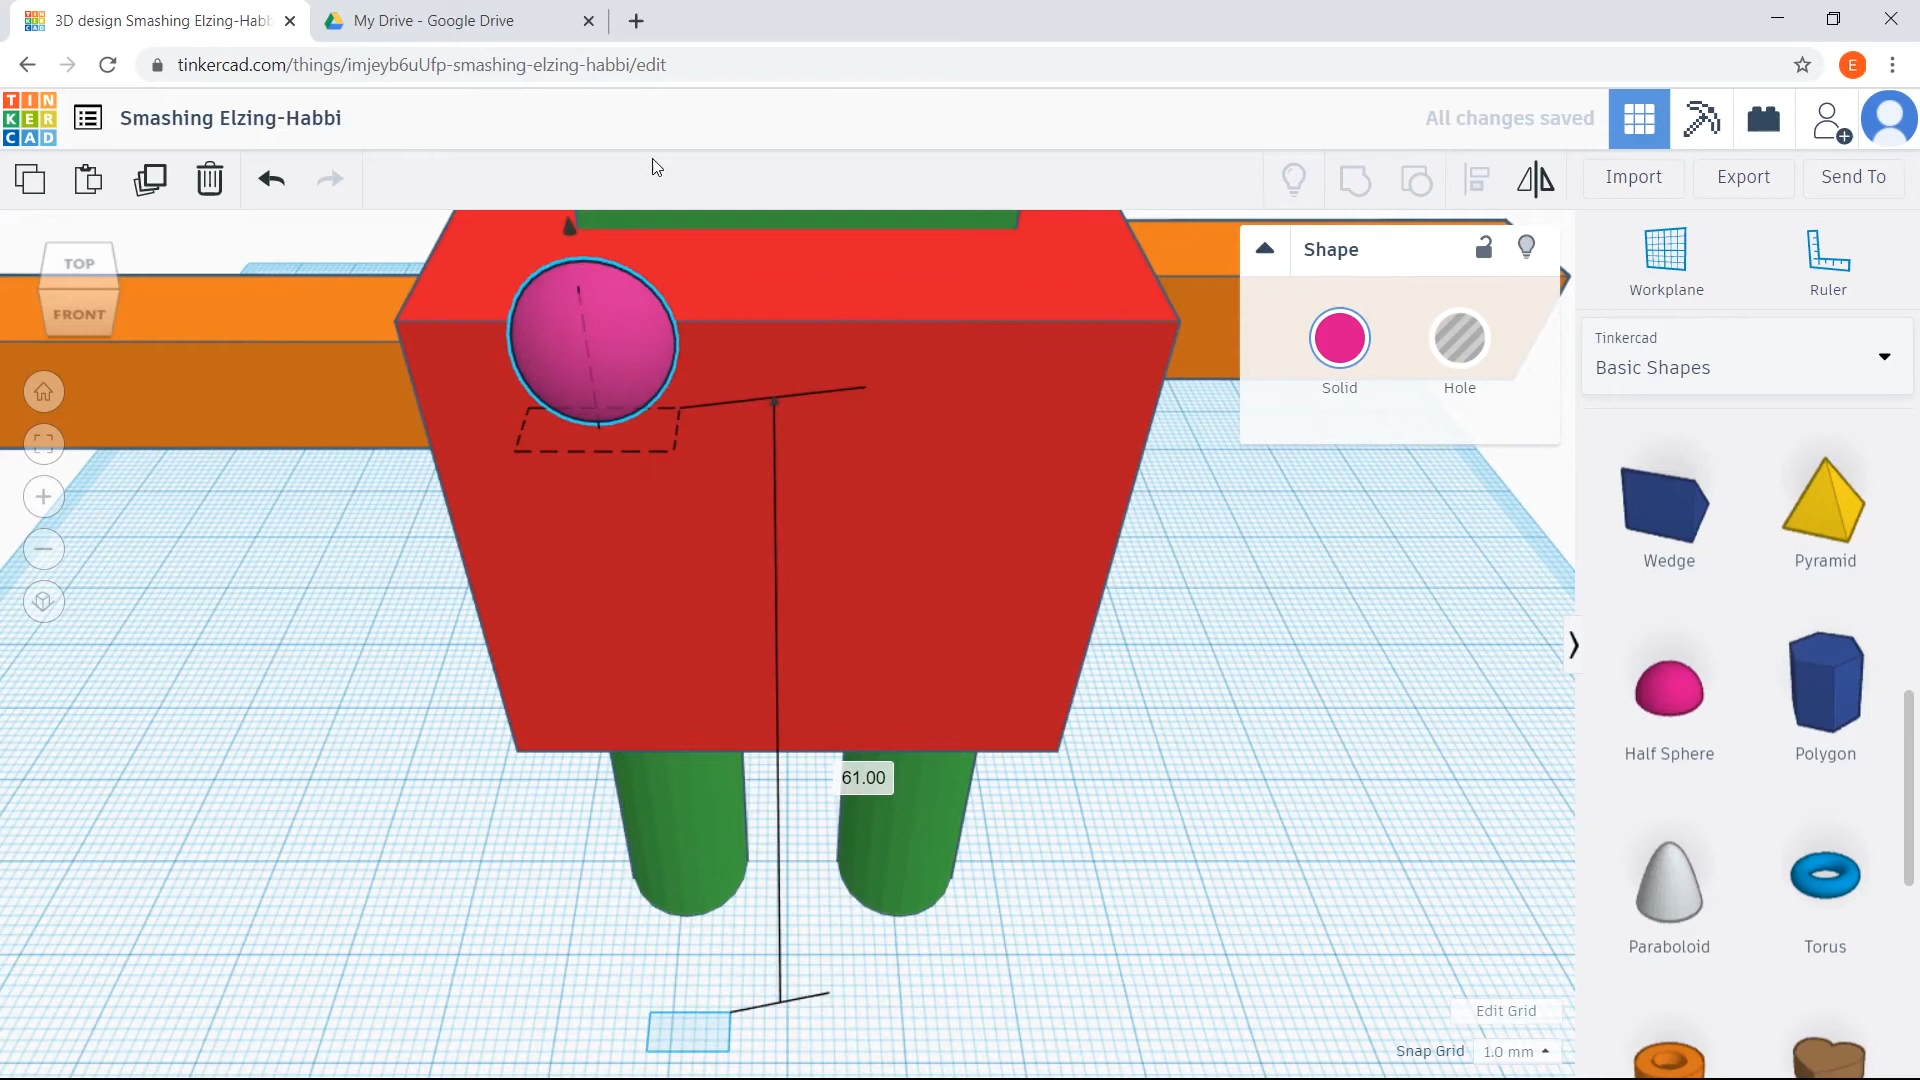 3D design Smashing Elzing-Habb
My Drive - Google Drive
tinkercad.com/things/imjeyb6uUfp-smashing-elzing-habbi/edit
E
TIN
KER
CAD
Smashing Elzing-Habbi
All changes saved
Import
Export
Send To
TOP
FRONT
Shape
Solid
Hole
Workplane
Ruler
Tinkercad
Basic Shapes
Wedge
Pyramid
Half Sphere
Polygon
Paraboloid
Torus
61.00
Edit Grid
Snap Grid 1.0 mm